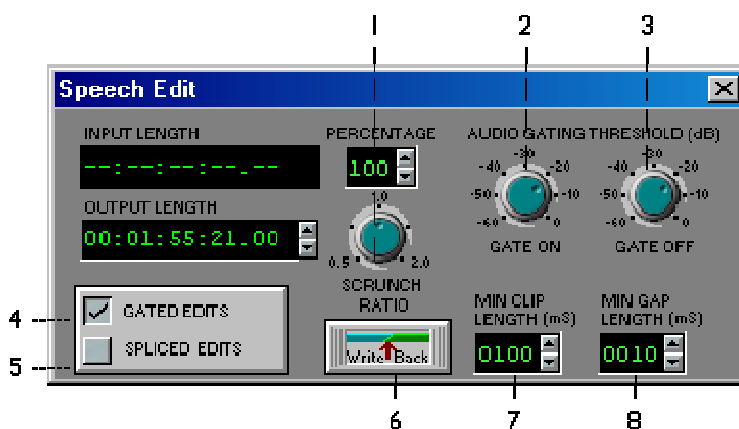 1 2 3
Speech Edit
INPUT LENGTH
--:--:--:--.--
PERCENTAGE
100
AUDIO GATING THRESHOLD (dB)
-60 -50 -40 -30 -20 -10 0
GATE ON
-60 -50 -40 -30 -20 -10 0
GATE OFF
OUTPUT LENGTH
00:01:55:21.00
0.5 1.0 2.0
SCRUNCH
RATIO
4 GATED EDITS
5 SPLICED EDITS
Write Back
MIN CLIP
LENGTH (mS)
0100
MIN GAP
LENGTH (mS)
0010
6 7 8